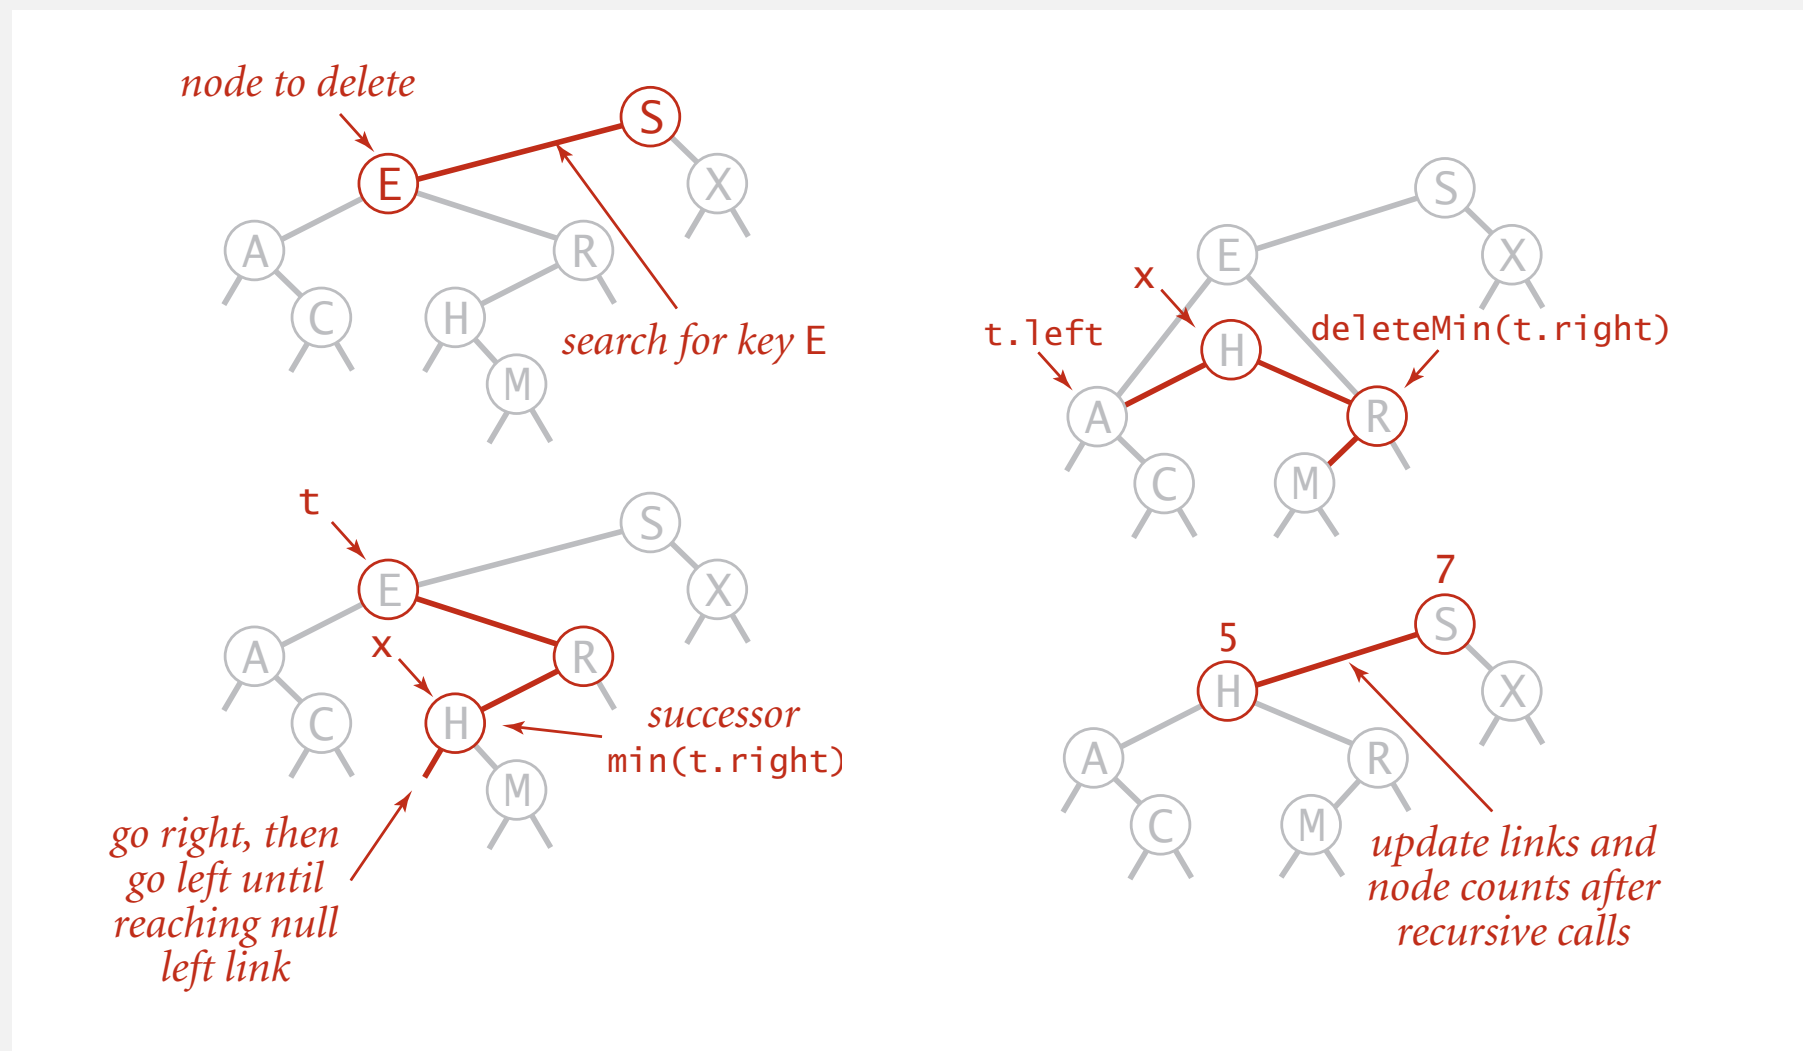 node to delete
S
E
X
A
R
C
H
search for key E
M
t
S
E
X
x
A
R
C
H
successor
min(t.right)
M
go right, then
go left until
reaching null
left link
S
E
X
x
t.left
deleteMin(t.right)
H
A
R
C
M
7
5
S
H
X
A
R
C
M
update links and
node counts after
recursive calls